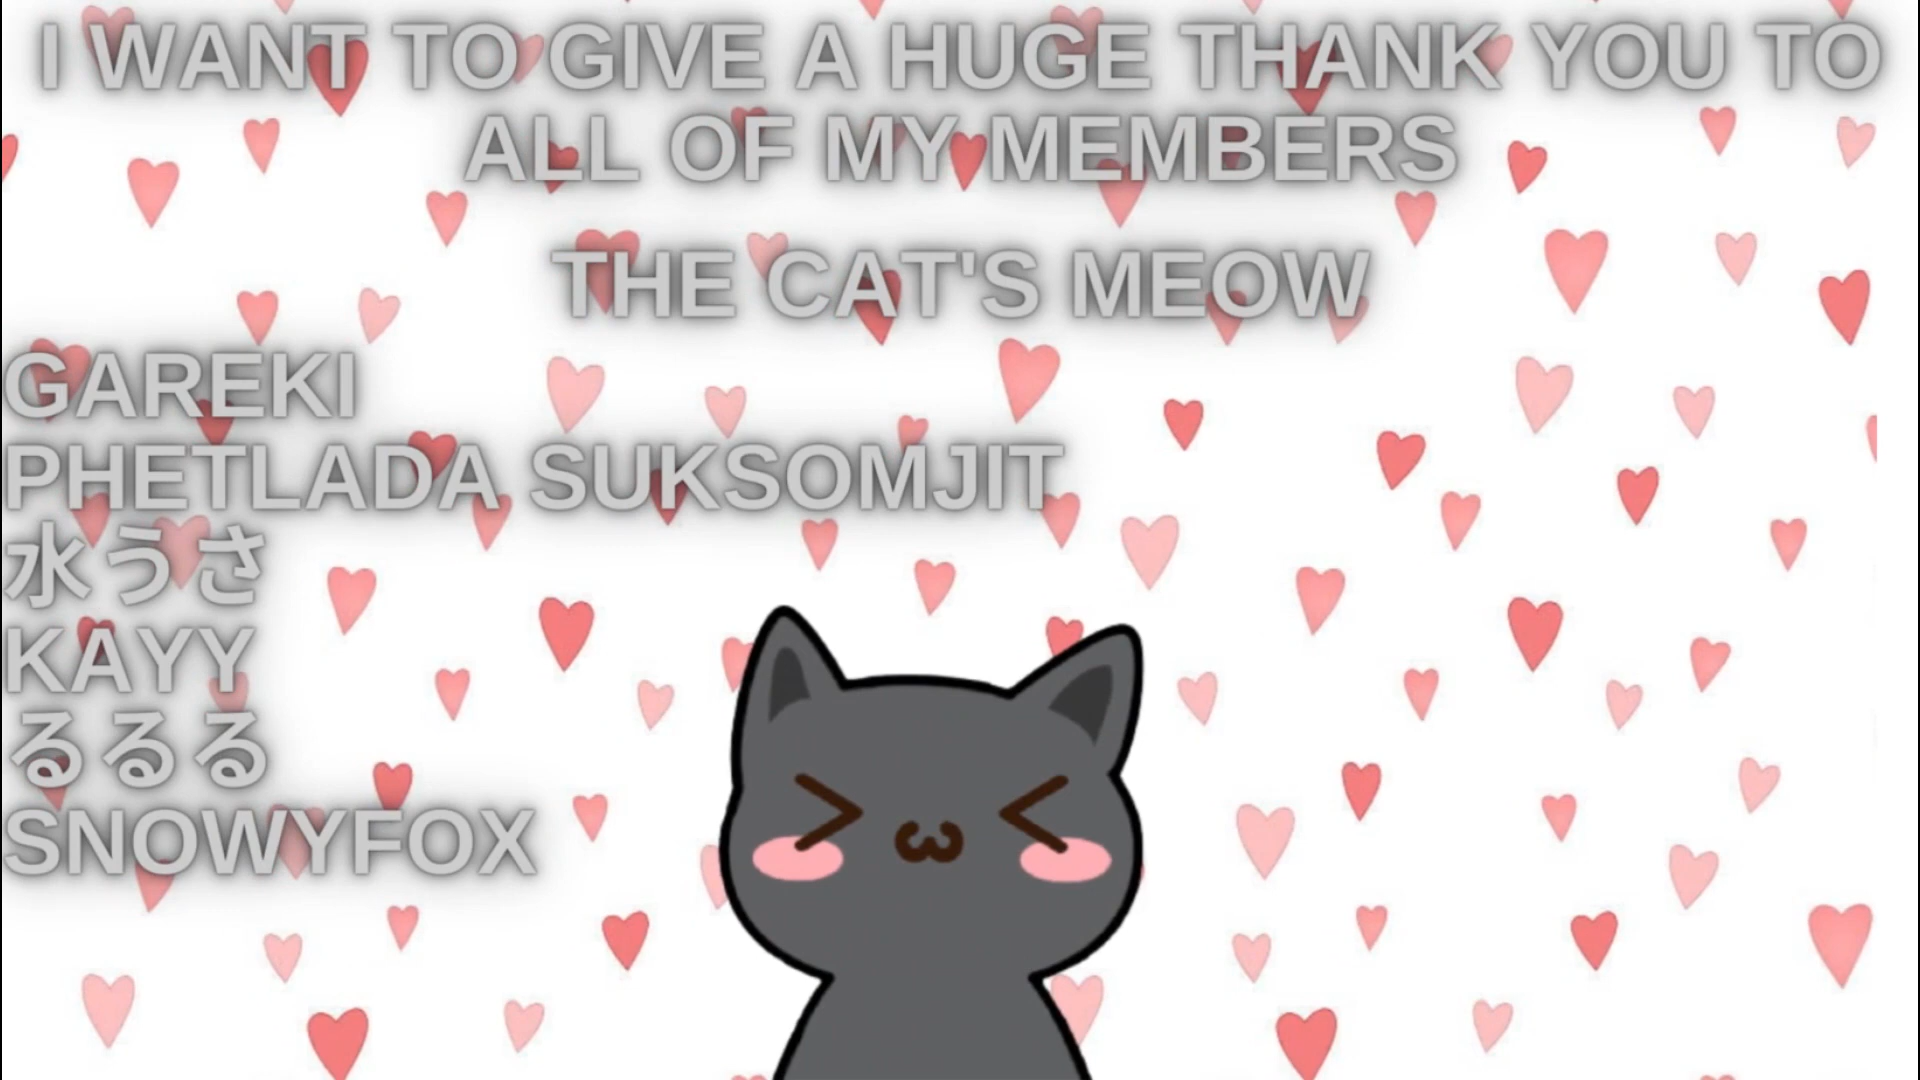 I WANT TO GIVE A HUGE THANK YOU TO
ALL OF MY MEMBERS
THE CAT'S MEOW
GAREKI
PHETLADA SUKSOMJIT
水うさ
KAYY
るるる
SNOWYFOX